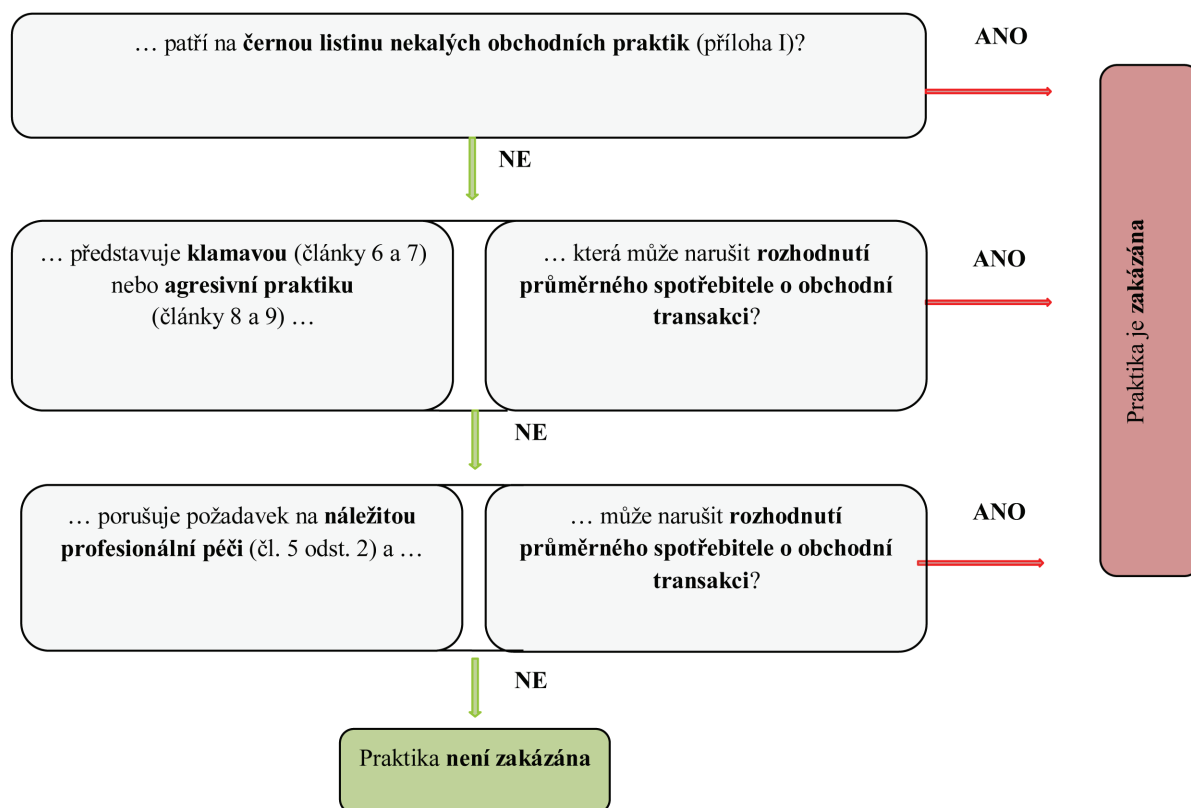 … patří na černou listinu nekalých obchodních praktik (příloha I)?
ANO
NE
… představuje klamavou (články 6 a 7)
nebo agresivní praktiku
(články 8 a 9) …
… která může narušit rozhodnutí
průměrného spotřebitele o obchodní
transakci?
ANO
NE
… porušuje požadavek na náležitou
profesionální péči (čl. 5 odst. 2) a …
… může narušit rozhodnutí
průměrného spotřebitele o obchodní
transakci?
ANO
NE
Praktika není zakázána
Praktika je zakázána